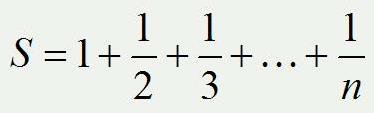 S = 1 + 1/2 + 1/3 + ... + 1/n